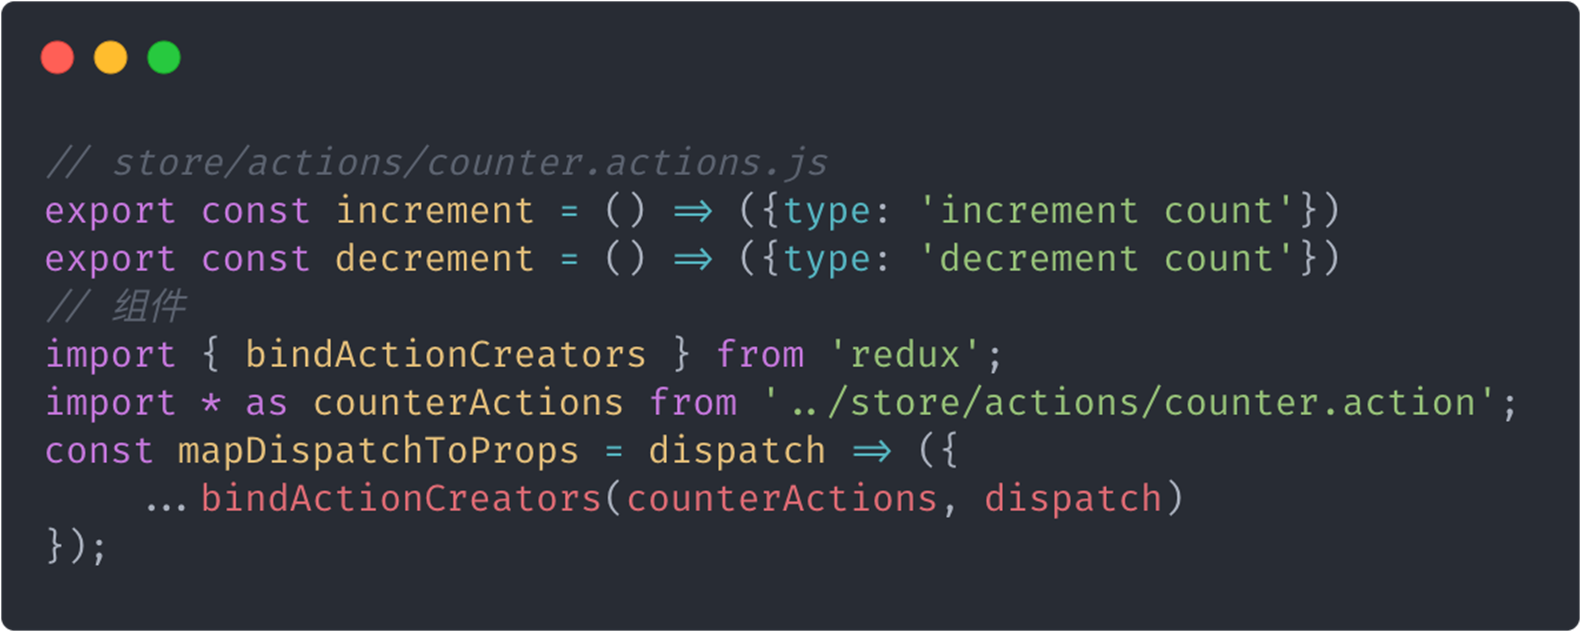 // store/actions/counter.actions.js
export const increment = () => ({type: 'increment count'})
export const decrement = () => ({type: 'decrement count'})
// 组件
import { bindActionCreators } from 'redux';
import * as counterActions from '../store/actions/counter.action';
const mapDispatchToProps = dispatch => ({
    ...bindActionCreators(counterActions, dispatch)
});